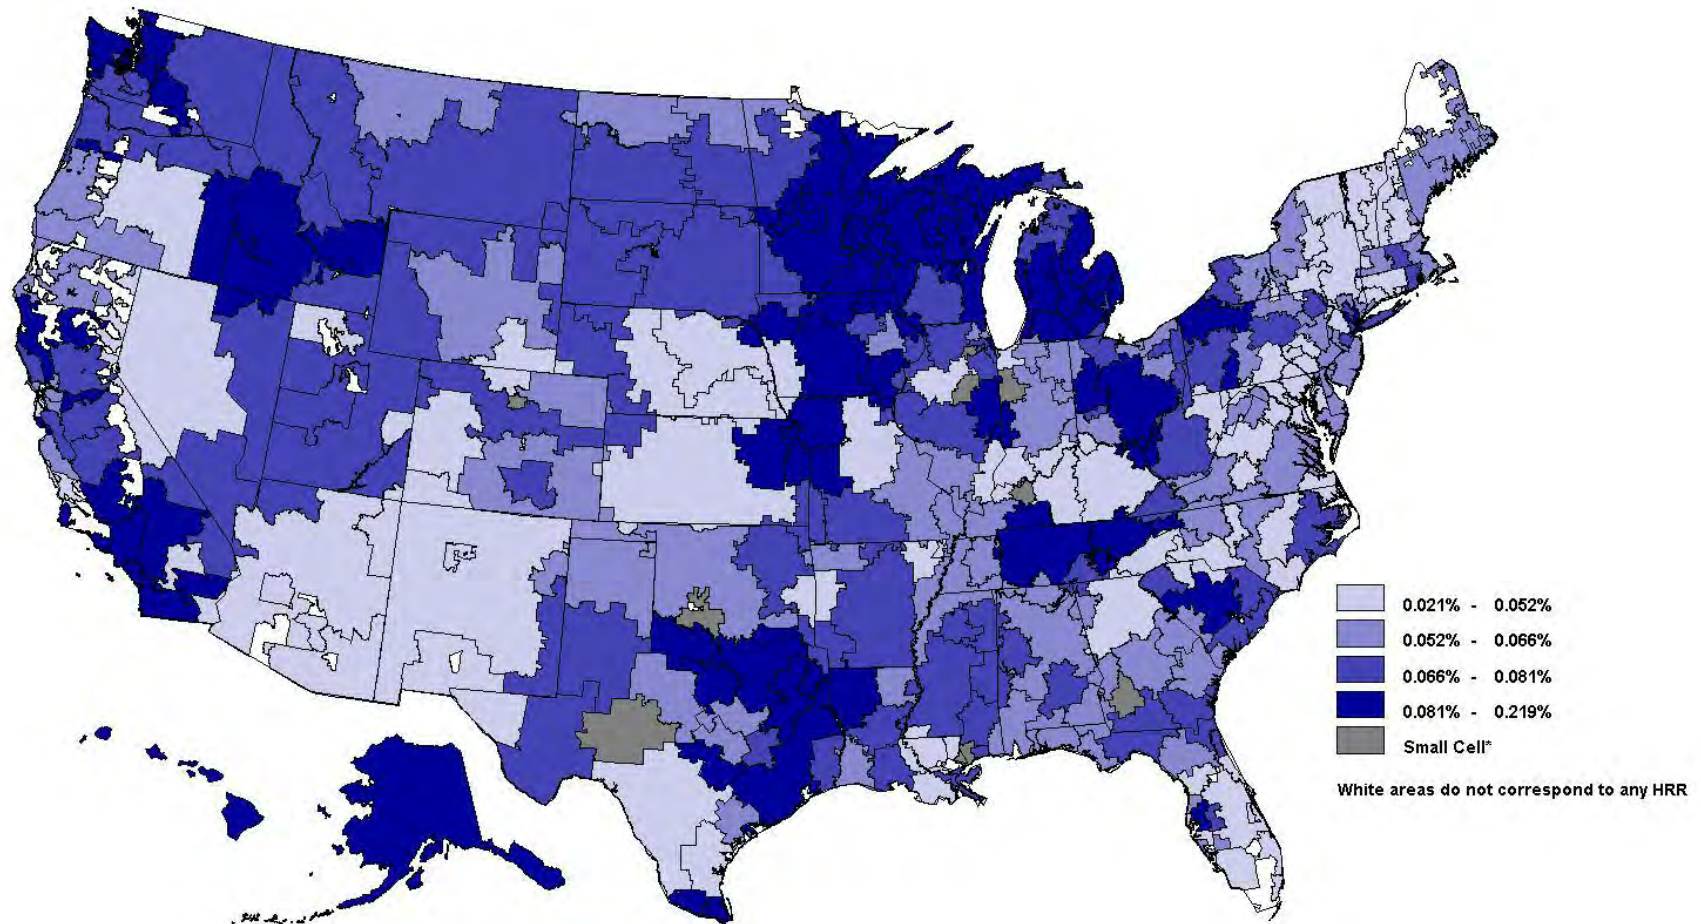 0.021% - 0.052%
0.052% - 0.066%
0.066% - 0.081%
0.081% - 0.219%
Small Cell*
White areas do not correspond to any HRR